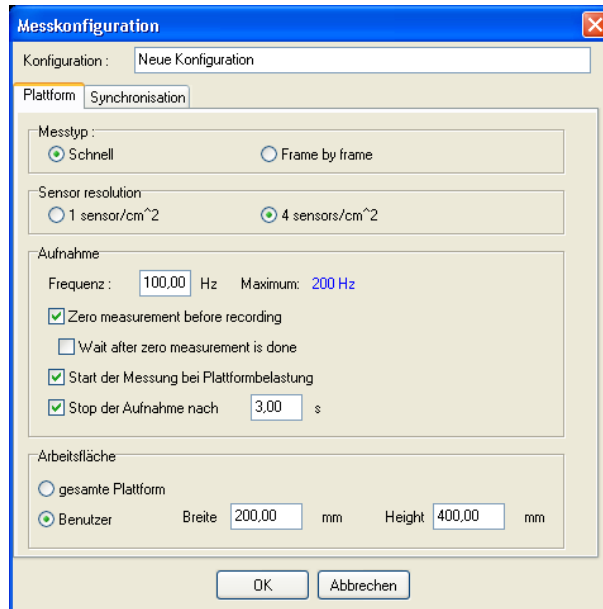 Messkonfiguration
Konfiguration : Neue Konfiguration
Plattform Synchronisation
Messtyp :
Schnell Frame by frame
Sensor resolution
1 sensor/cm^2 4 sensors/cm^2
Aufnahme
Frequenz : 100,00 Hz Maximum: 200 Hz
Zero measurement before recording
Wait after zero measurement is done
Start der Messung bei Plattformbelastung
Stop der Aufnahme nach 3,00 s
Arbeitsfläche
gesamte Plattform
Benutzer Breite 200,00 mm Height 400,00 mm
OK Abbrechen